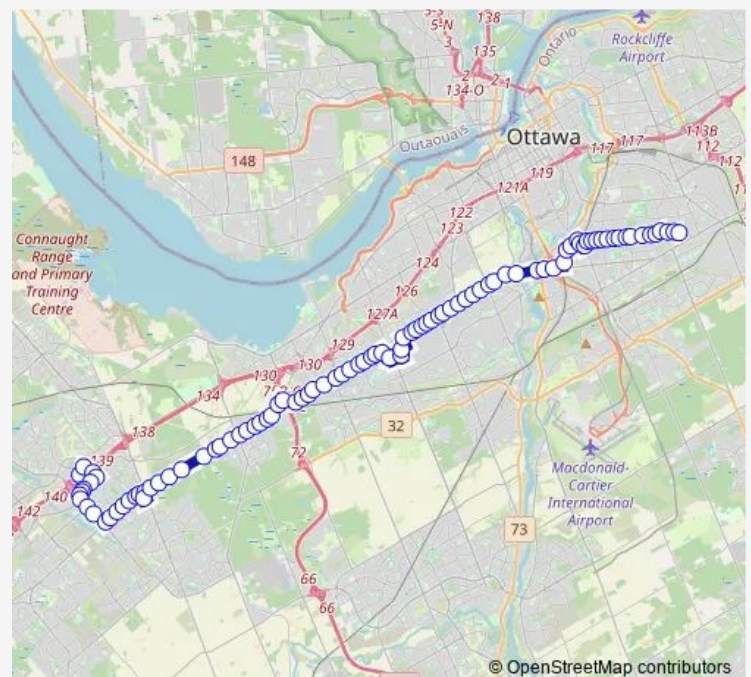 138
5-N
135
2
2 1
134-O
Rockcliffe
Airport
Ontario
Outaouais
Ottawa
148
113B
117
117
112
112
119
121A
122
123
124
126
127A
129
130
130
134
138
139
140
142
Connaught
Range
and Primary
Training
Centre
32
72
73
66
66
Macdonald-
Cartier
International
Airport
© OpenStreetMap contributors